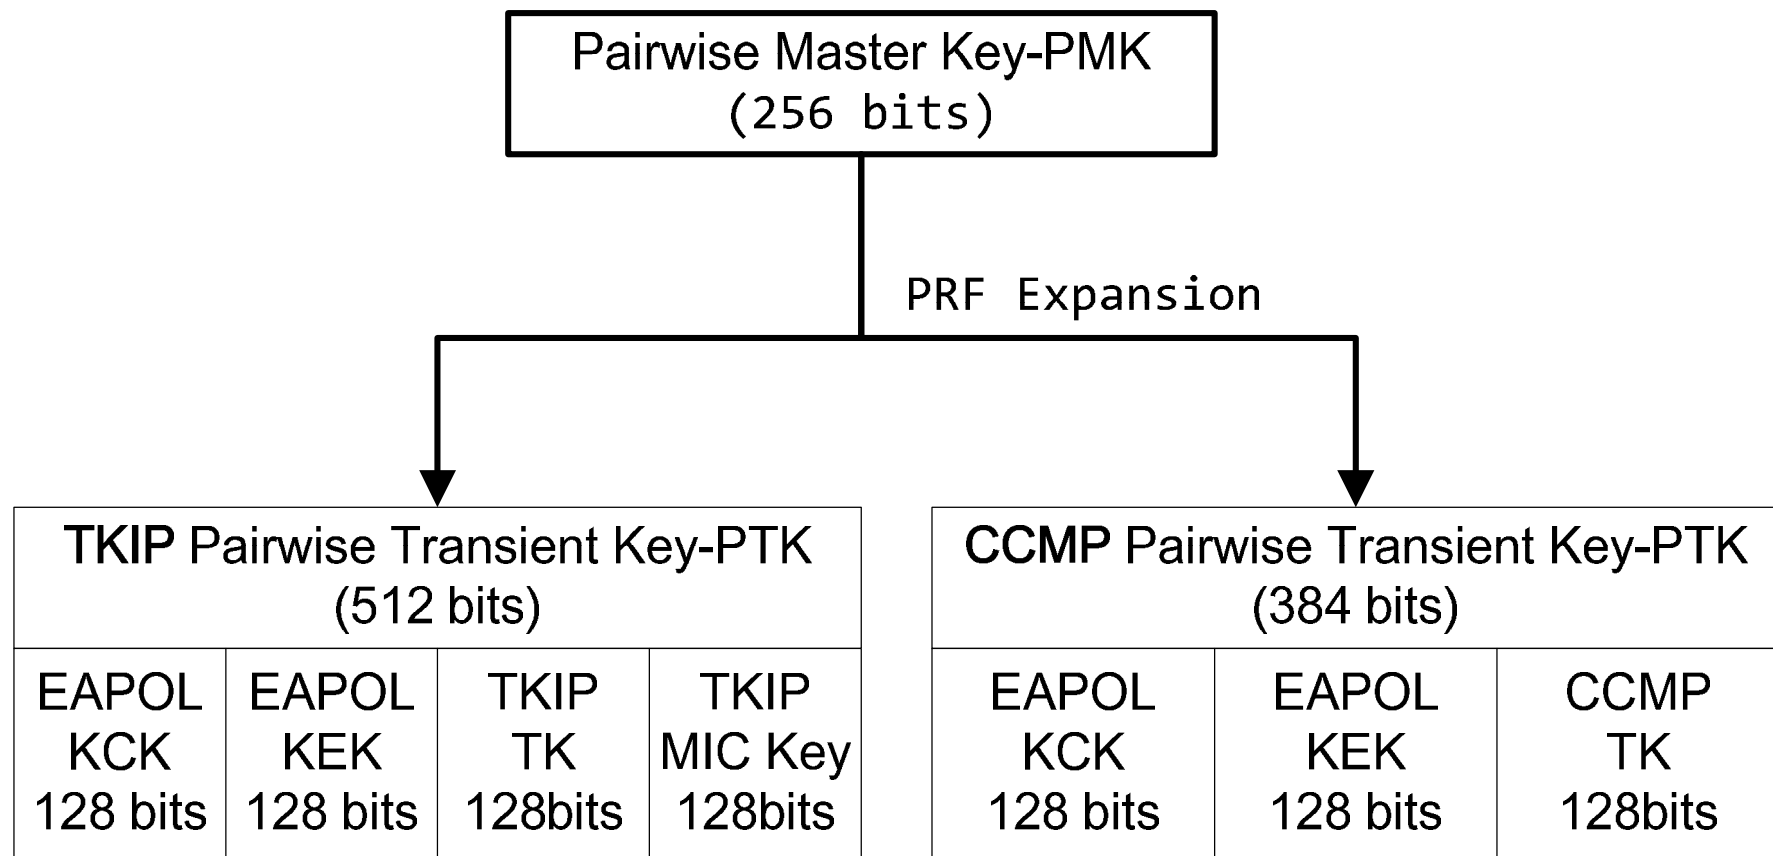 Pairwise Master Key-PMK
(256 bits)
PRF Expansion
TKIP Pairwise Transient Key-PTK
(512 bits)
EAPOL
KCK
128 bits
EAPOL
KEK
128 bits
TKIP
TK
128bits
TKIP
MIC Key
128bits
CCMP Pairwise Transient Key-PTK
(384 bits)
EAPOL
KCK
128 bits
EAPOL
KEK
128 bits
CCMP
TK
128bits